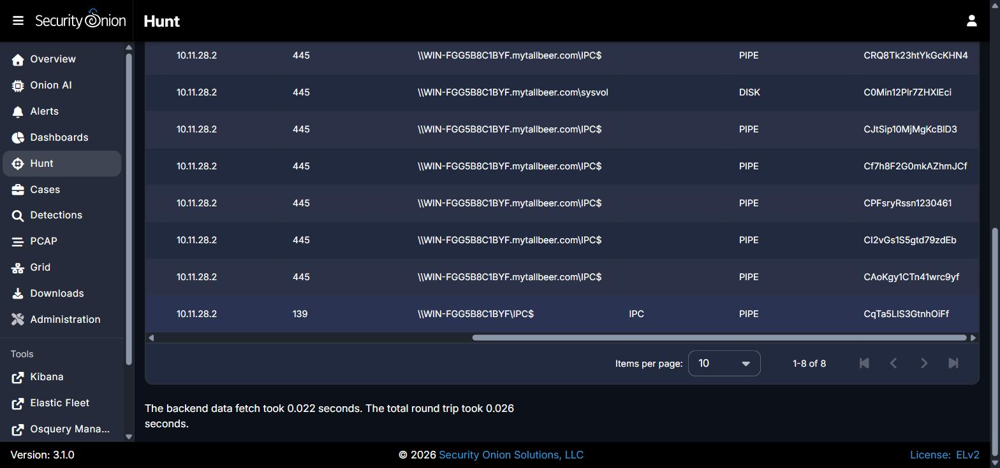 Security Onion
Hunt
Overview
Onion AI
Alerts
Dashboards
Hunt
Cases
Detections
PCAP
Grid
Downloads
Administration
Tools
Kibana
Elastic Fleet
Osquery Mana...
10.11.28.2 445 \\WIN-FGG5B8C1BYF.mytallbeer.com\IPC$ PIPE CRQ8Tk23htYkGcKHN4
10.11.28.2 445 \\WIN-FGG5B8C1BYF.mytallbeer.com\sysvol DISK C0Min12Plr7ZHXlEci
10.11.28.2 445 \\WIN-FGG5B8C1BYF.mytallbeer.com\IPC$ PIPE CJtSip10MjMgKcBlD3
10.11.28.2 445 \\WIN-FGG5B8C1BYF.mytallbeer.com\IPC$ PIPE Cf7h8F2G0mkAZhmJCf
10.11.28.2 445 \\WIN-FGG5B8C1BYF.mytallbeer.com\IPC$ PIPE CPFsryRssn1230461
10.11.28.2 445 \\WIN-FGG5B8C1BYF.mytallbeer.com\IPC$ PIPE CI2vGs1S5gtd79zdEb
10.11.28.2 445 \\WIN-FGG5B8C1BYF.mytallbeer.com\IPC$ PIPE CAoKgy1CTn41wrc9yf
10.11.28.2 139 \\WIN-FGG5B8C1BYF\IPC$ IPC PIPE CqTa5LIS3GtnhOiFf
Items per page: 10 1-8 of 8
The backend data fetch took 0.022 seconds. The total round trip took 0.026
seconds.
Version: 3.1.0
© 2026 Security Onion Solutions, LLC
License: ELv2